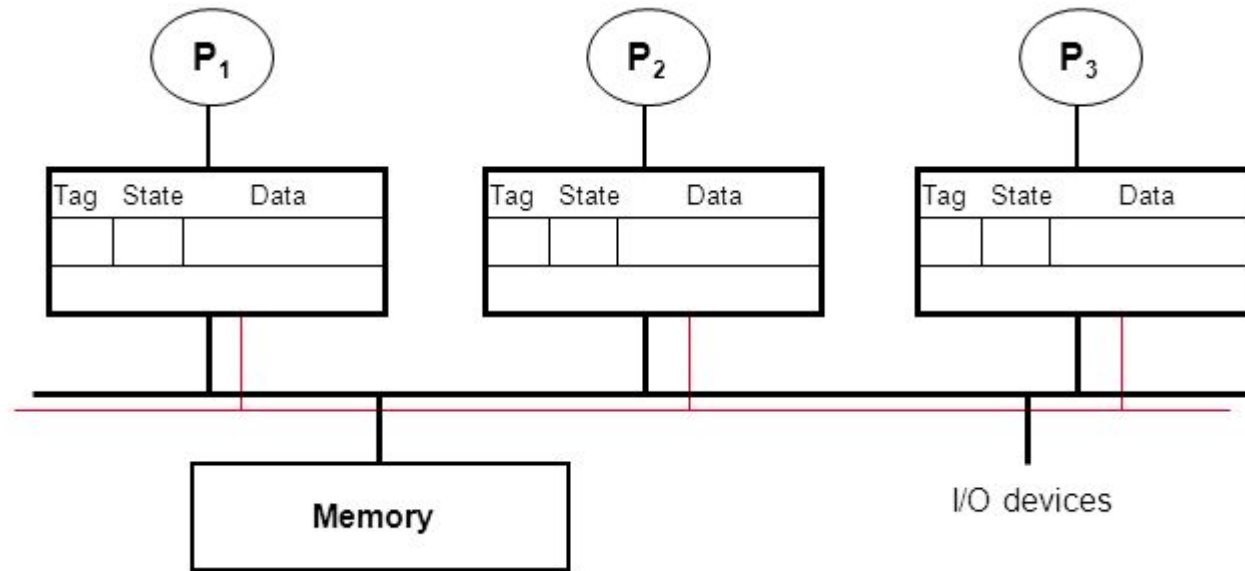 P₁
P₂
P₃
Tag State Data
Tag State Data
Tag State Data
Memory
I/O devices